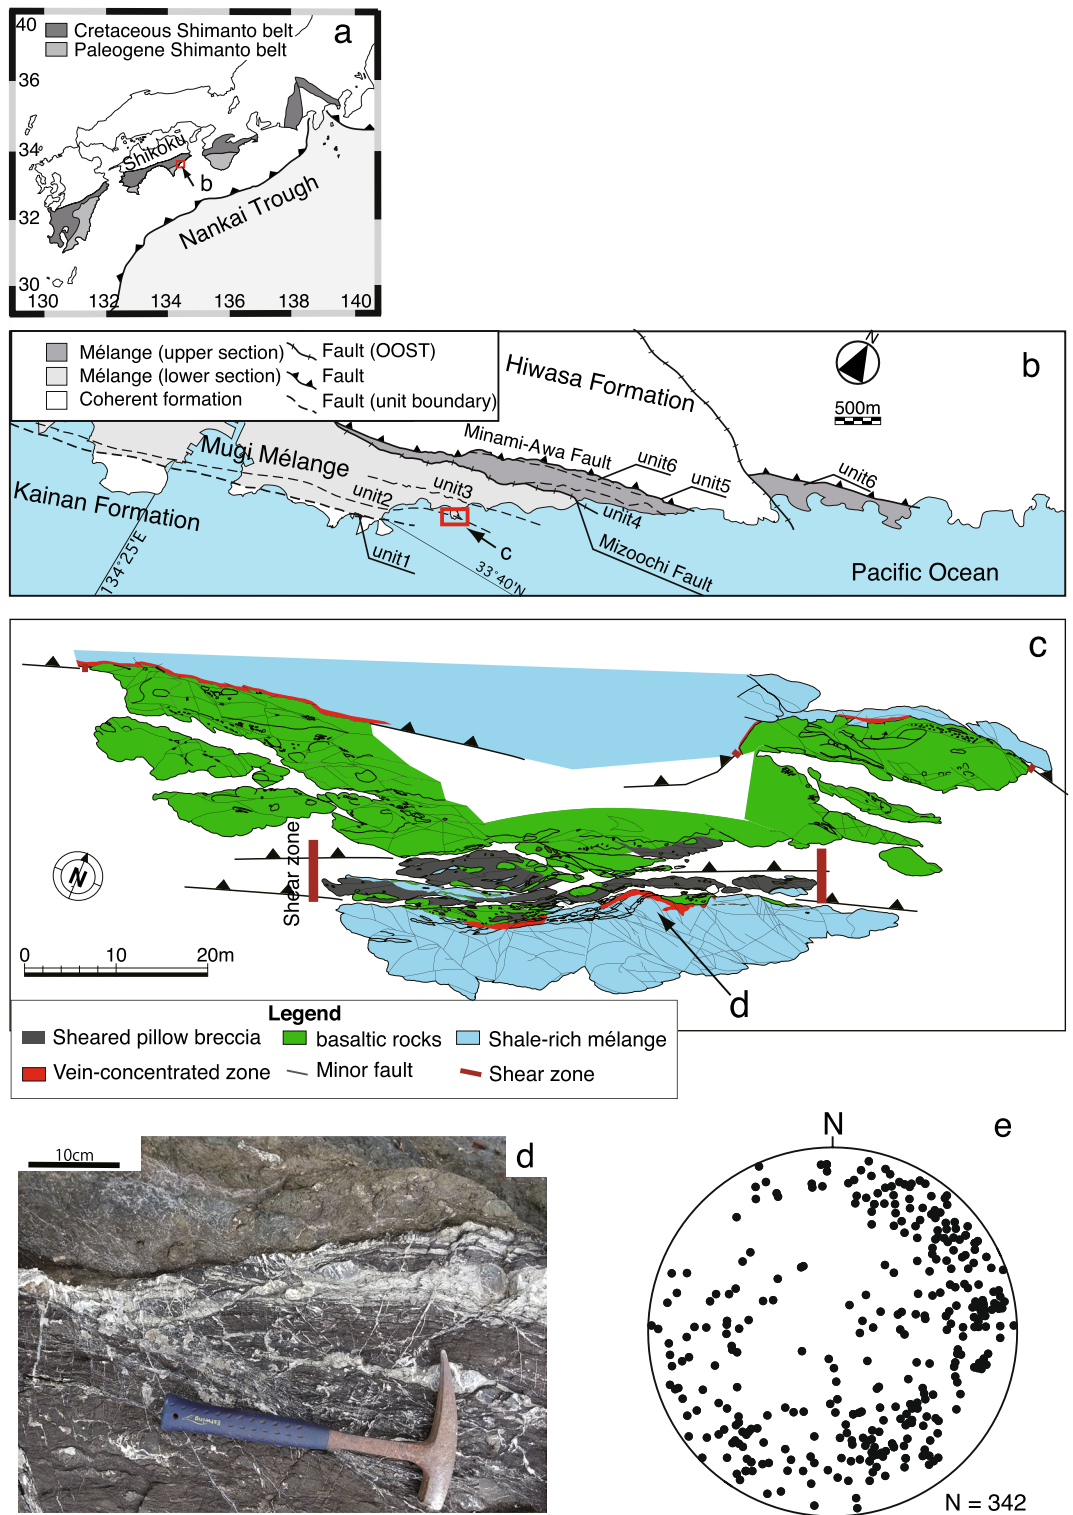 40
Cretaceous Shimanto belt
a
Paleogene Shimanto belt
36
34
Shikoku
b
32
Nankai Trough
30
130 132 134 136 138 140
Mélange (upper section) Fault (OOST)
Mélange (lower section) Fault
Coherent formation Fault (unit boundary)
Hiwasa Formation
N
b
500m
Minami-Awa Fault
Mugi Mélange
unit6
unit6
unit5
unit3
unit2
Kainan Formation
unit4
unit1
c
Mizoochi Fault
134°25'E
33°40'N
Pacific Ocean
c
Shear zone
N
0 10 20m
d
Legend
Sheared pillow breccia basaltic rocks Shale-rich mélange
Vein-concentrated zone Minor fault Shear zone
10cm
d
Estwing
N
e
N = 342